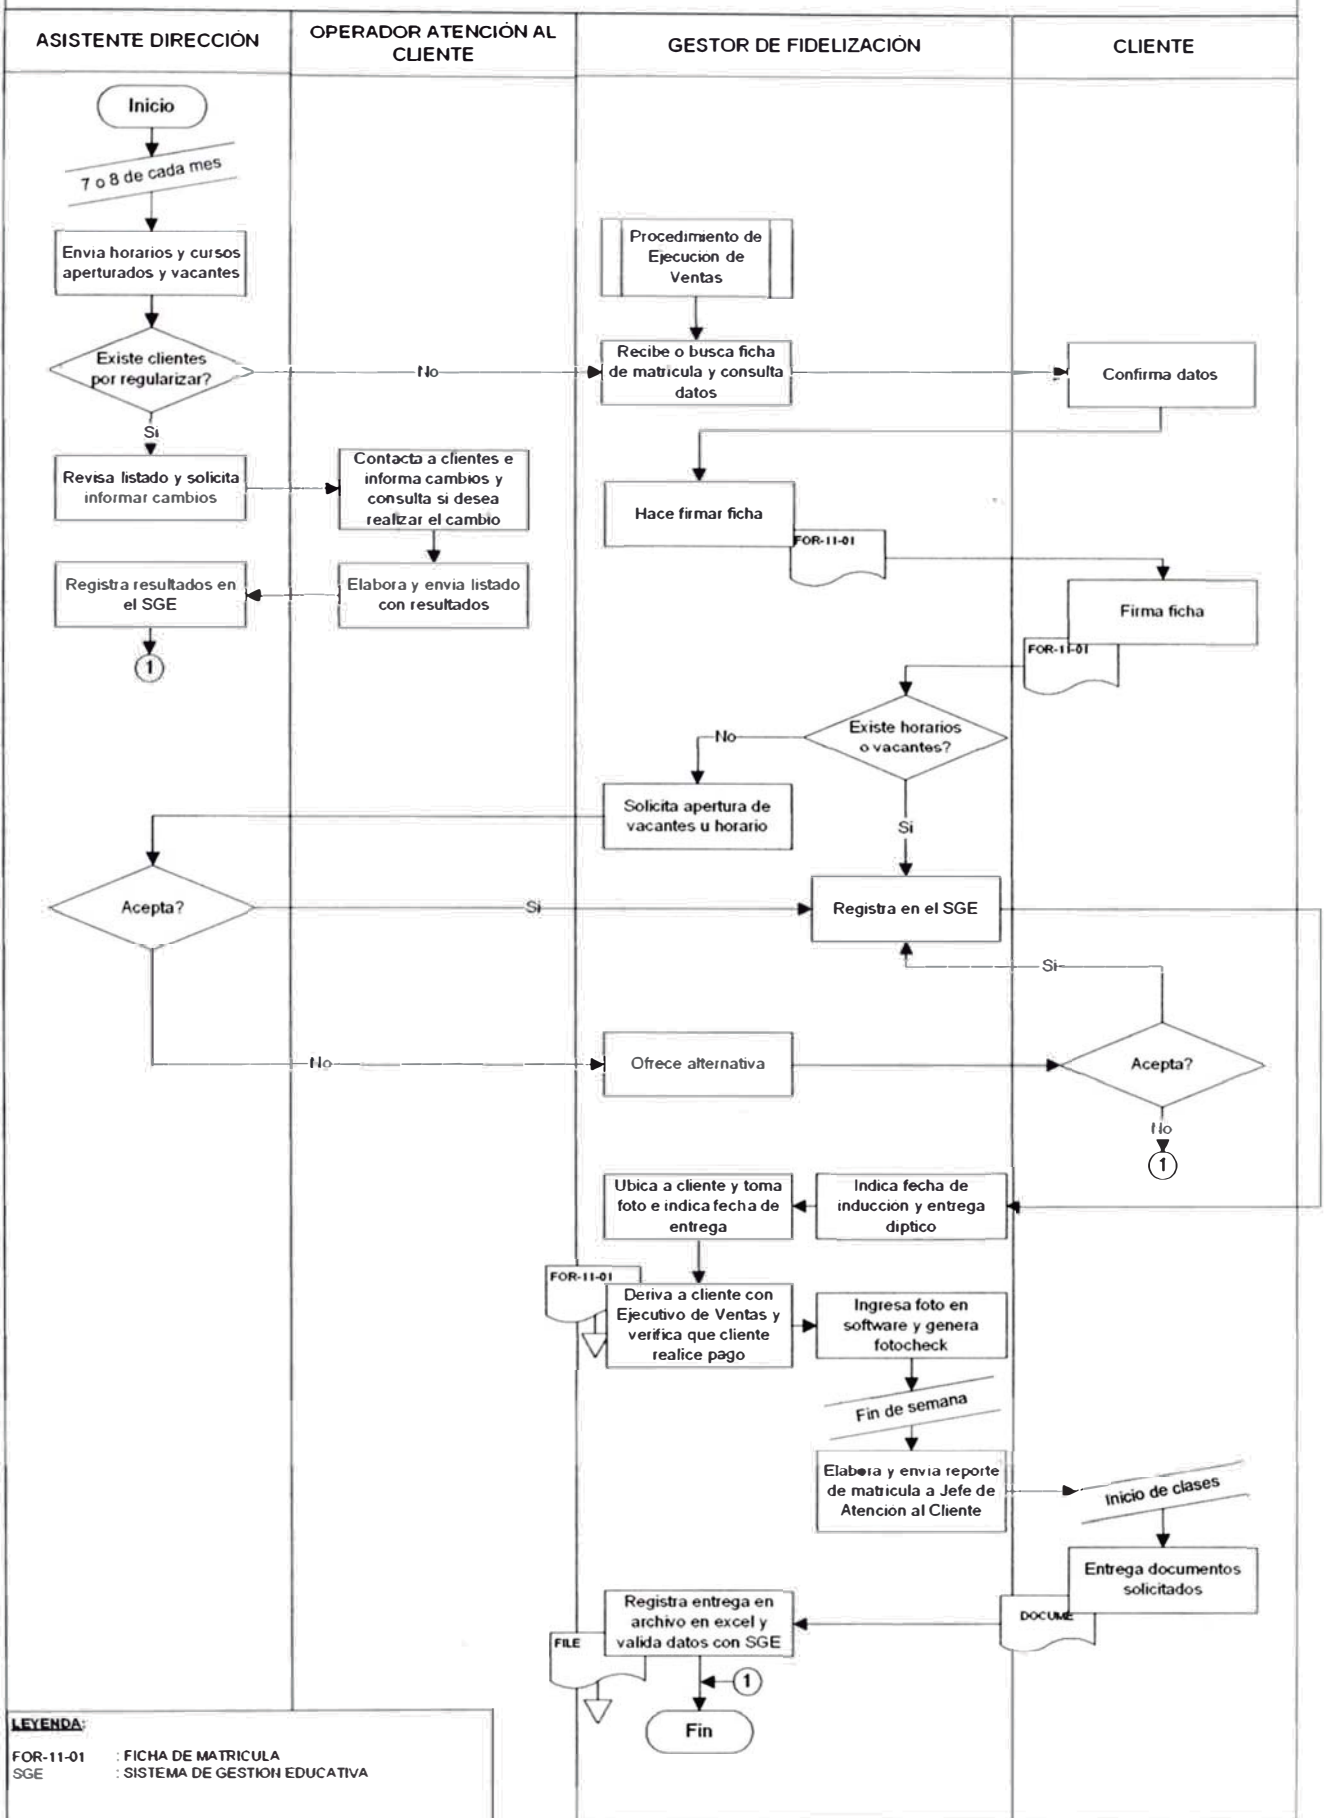 ASISTENTE DIRECCIÓN
OPERADOR ATENCIÓN AL
CLIENTE
GESTOR DE FIDELIZACIÓN
CLIENTE
Inicio
7 o 8 de cada mes
Envia horarios y cursos
aperturados y vacantes
Procedimiento de
Ejecución de
Ventas
Existe clientes
por regularizar?
No
Recibe o busca ficha
de matricula y consulta
datos
Confirma datos
Si
Revisa listado y solicita
informar cambios
Contacta a clientes e
informa cambios y
consulta si desea
realizar el cambio
Hace firmar ficha
FOR-11-01
Registra resultados en
el SGE
Elabora y envia listado
con resultados
Firma ficha
FOR-11-01
1
Existe horarios
o vacantes?
No
Solicita apertura de
vacantes u horario
Si
Acepta?
Si
Registra en el SGE
Si
No
Ofrece alternativa
Acepta?
No
1
Ubica a cliente y toma
foto e indica fecha de
entrega
Indica fecha de
inducción y entrega
diptico
FOR-11-01
Deriva a cliente con
Ejecutivo de Ventas y
verifica que cliente
realice pago
Ingresa foto en
software y genera
fotocheck
Fin de semana
Elabora y envia reporte
de matricula a Jefe de
Atención al Cliente
Inicio de clases
Entrega documentos
solicitados
DOCUME
Registra entrega en
archivo en excel y
valida datos con SGE
FILE
1
Fin
LEYENDA:
FOR-11-01 : FICHA DE MATRICULA
SGE : SISTEMA DE GESTION EDUCATIVA